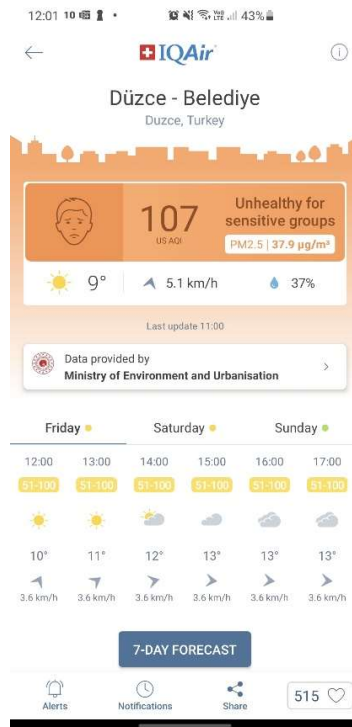 12:01 10
43%
IQAir
Düzce - Belediye
Duzce, Turkey
107
US AQI
Unhealthy for
sensitive groups
PM2.5 | 37.9 µg/m³
9° 5.1 km/h 37%
Last update 11:00
Data provided by
Ministry of Environment and Urbanisation
Friday Saturday Sunday
12:00 13:00 14:00 15:00 16:00 17:00
51-100 51-100 51-100 51-100 51-100 51-100
10° 11° 12° 13° 13° 13°
3.6 km/h 3.6 km/h 3.6 km/h 3.6 km/h 3.6 km/h 3.6 km/h
7-DAY FORECAST
Alerts Notifications Share 515